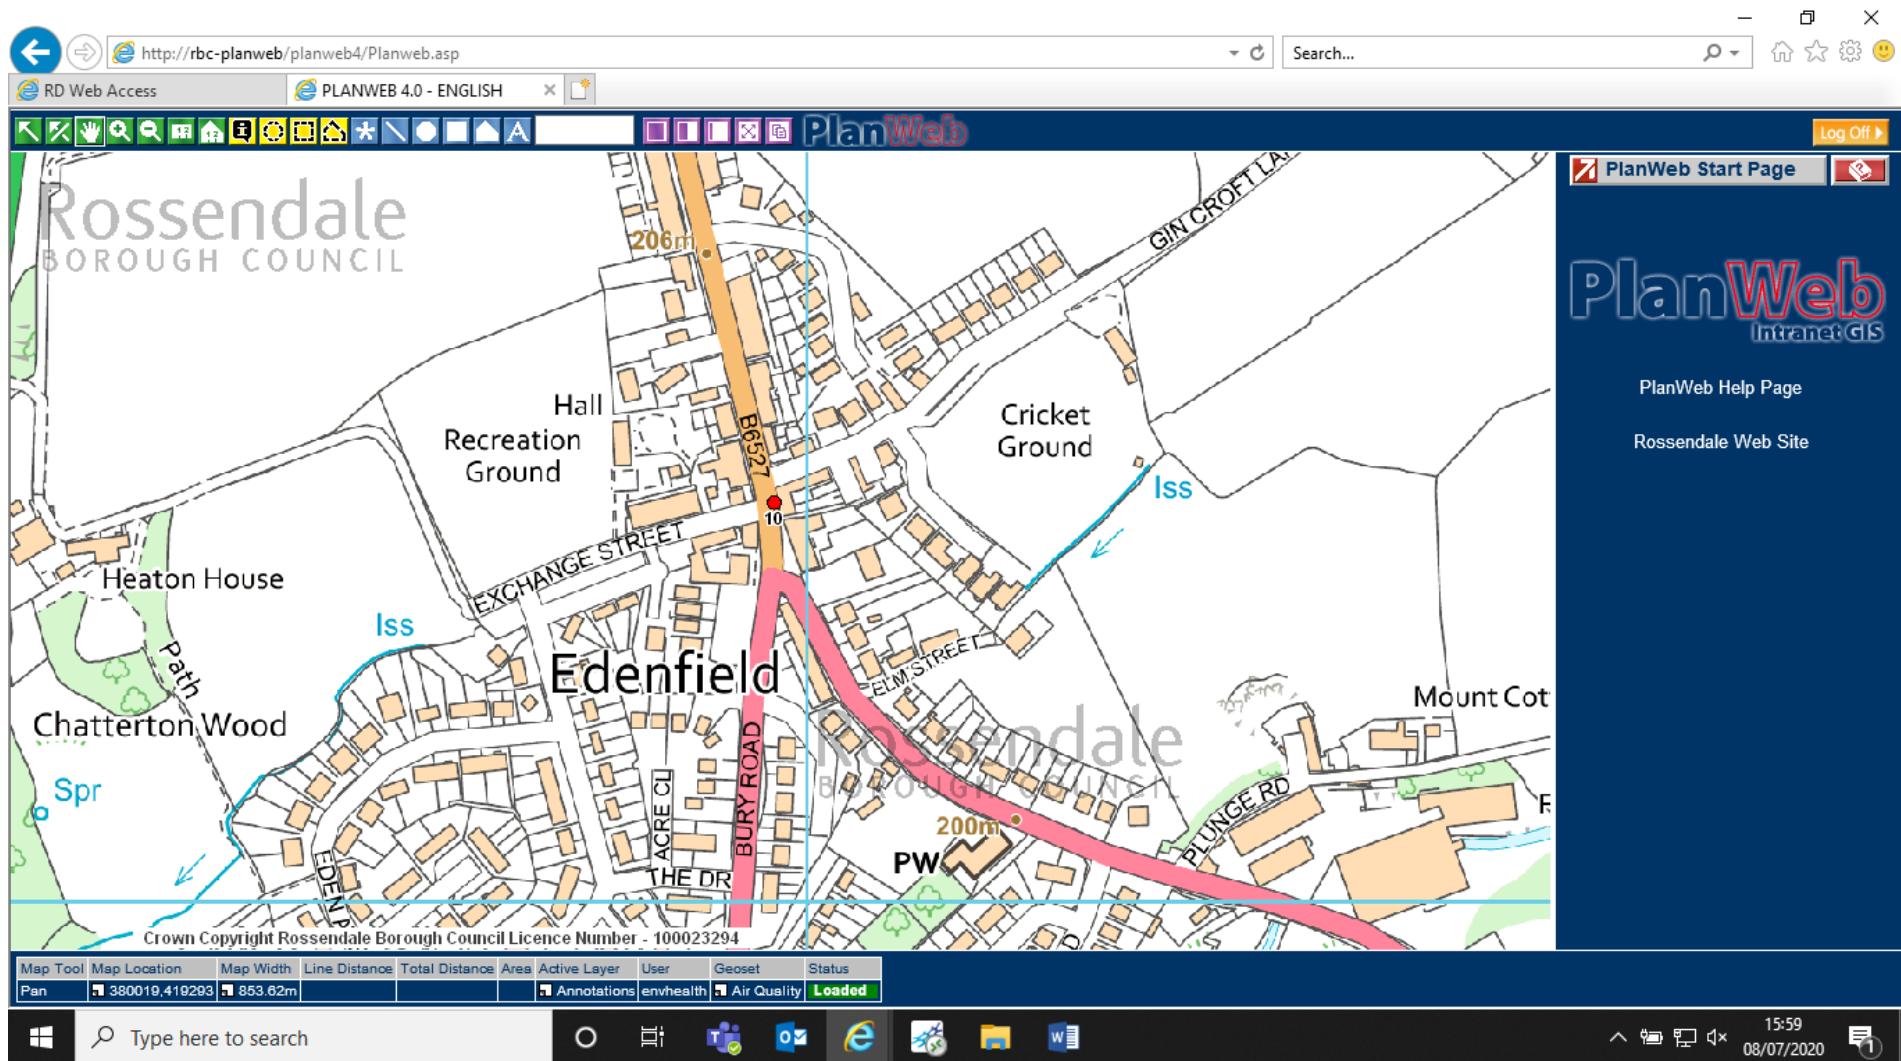 http://rbc-planweb/planweb4/Planweb.asp
Search...
RD Web Access
PLANWEB 4.0 - ENGLISH
A
PlanWeb
Log Off
PlanWeb Start Page
Rossendale
BOROUGH COUNCIL
206m
GIN CROFT LA
PlanWeb
Intranet GIS
PlanWeb Help Page
Rossendale Web Site
Hall
Recreation
Ground
B6527
Cricket
Ground
Iss
10
EXCHANGE STREET
Heaton House
Iss
Path
Edenfield
ELM STREET
Mount Cot
Chatterton Wood
Rossendale
BOROUGH COUNCIL
BURY ROAD
ACRE CL
Spr
200m
PLUNGE RD
PW
THE DR
EDEN
Crown Copyright Rossendale Borough Council Licence Number - 100023294
Map Tool Map Location Map Width Line Distance Total Distance Area Active Layer User Geoset Status
Pan 380019,419293 853.62m Annotations envhealth Air Quality Loaded
Type here to search
15:59
08/07/2020
1